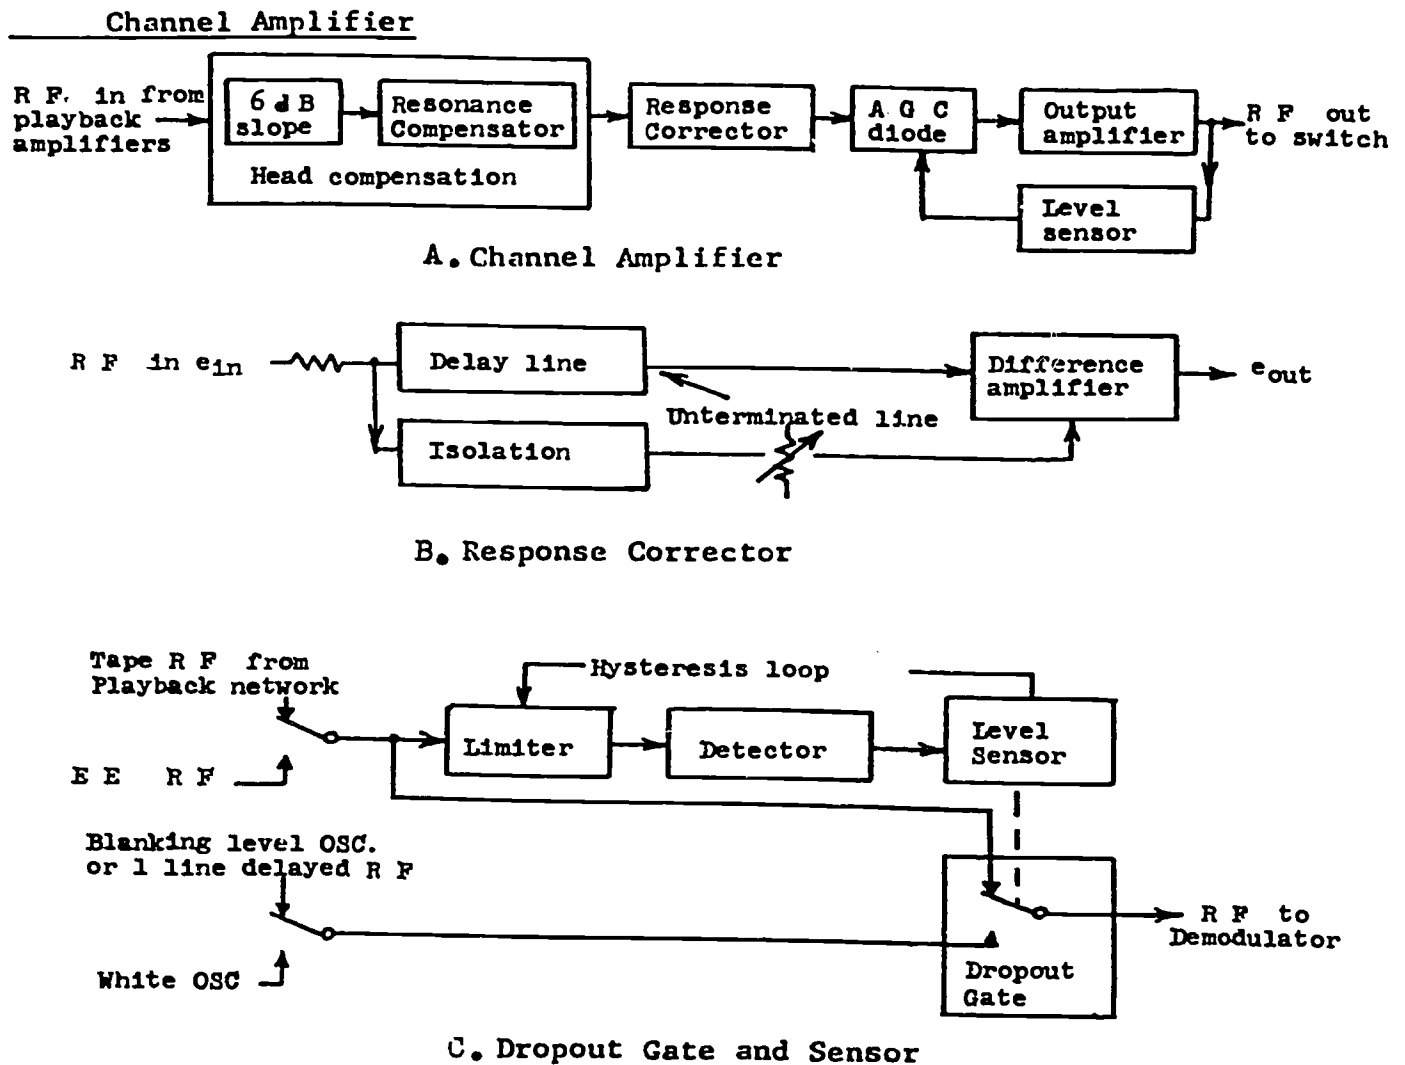 Channel Amplifier
R F. in from
playback
amplifiers
6 dB
slope
Resonance
Compensator
Head compensation
Response
Corrector
A G C
diode
Output
amplifier
R F out
to switch
Level
sensor
A. Channel Amplifier
R F in ein
Delay line
Unterminated line
Isolation
Difference
amplifier
eout
B. Response Corrector
Tape R F from
Playback network
E E R F
Hysteresis loop
Limiter
Detector
Level
Sensor
Blanking level OSC.
or 1 line delayed R F
White OSC
Dropout
Gate
R F to
Demodulator
C. Dropout Gate and Sensor